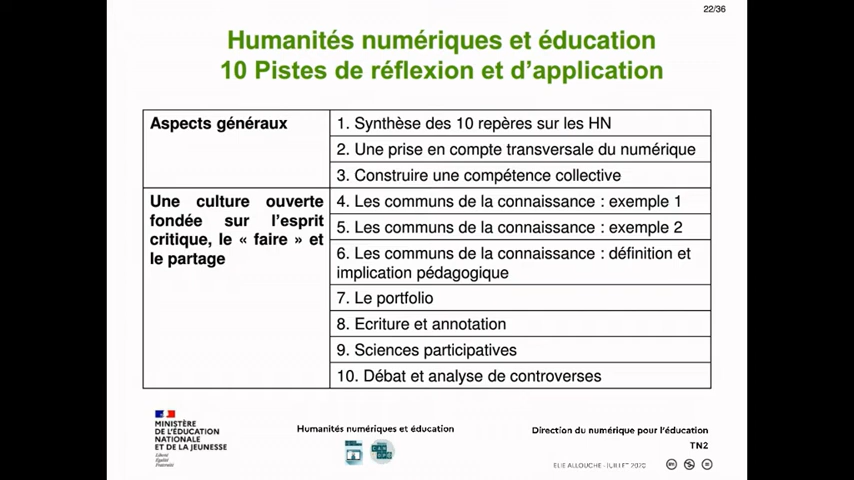 22/36
Humanités numériques et éducation
10 Pistes de réflexion et d'application
Aspects généraux
1. Synthèse des 10 repères sur les HN
2. Une prise en compte transversale du numérique
3. Construire une compétence collective
Une culture ouverte
fondée sur l'esprit
critique, le « faire » et
le partage
4. Les communs de la connaissance : exemple 1
5. Les communs de la connaissance : exemple 2
6. Les communs de la connaissance : définition et
implication pédagogique
7. Le portfolio
8. Ecriture et annotation
9. Sciences participatives
10. Débat et analyse de controverses
MINISTÈRE
DE L'ÉDUCATION
NATIONALE
ET DE LA JEUNESSE
Liberté
Égalité
Fraternité
Humanités numériques et éducation
Direction du numérique pour l'éducation
TN2
ELIE ALLOUCHE - JUILLET 2020